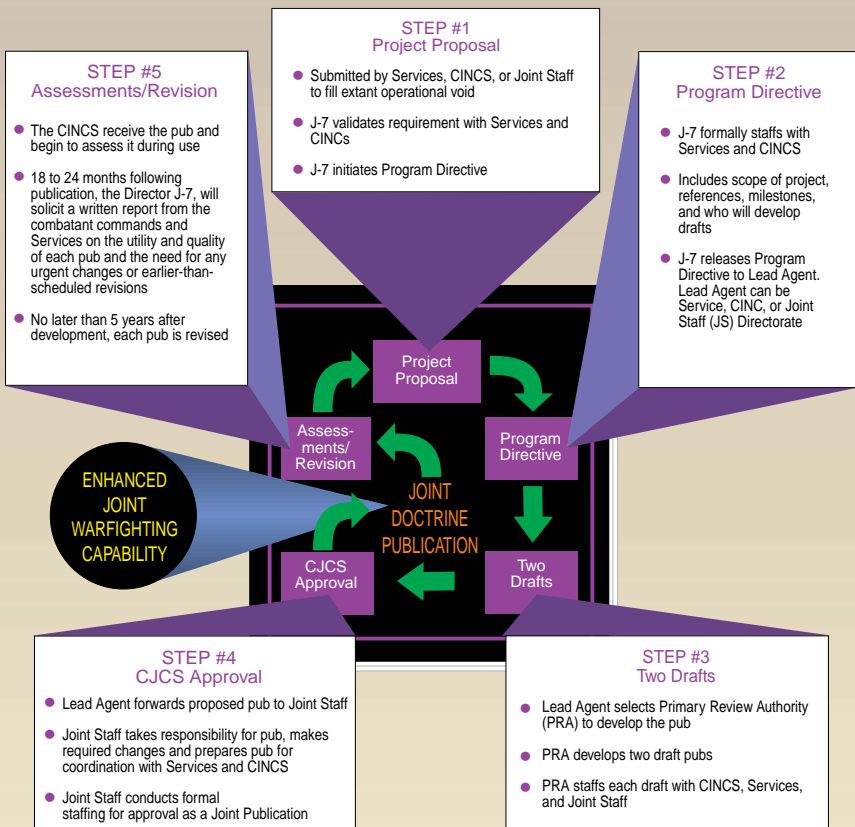 STEP #1
Project Proposal
● Submitted by Services, CINCS, or Joint Staff
to fill extant operational void
● J-7 validates requirement with Services and
CINCs
● J-7 initiates Program Directive
STEP #5
Assessments/Revision
● The CINCS receive the pub and
begin to assess it during use
● 18 to 24 months following
publication, the Director J-7, will
solicit a written report from the
combatant commands and
Services on the utility and quality
of each pub and the need for any
urgent changes or earlier-than-
scheduled revisions
● No later than 5 years after
development, each pub is revised
STEP #2
Program Directive
● J-7 formally staffs with
Services and CINCS
● Includes scope of project,
references, milestones,
and who will develop
drafts
● J-7 releases Program
Directive to Lead Agent.
Lead Agent can be
Service, CINC, or Joint
Staff (JS) Directorate
Project
Proposal
Assess-
ments/
Revision
Program
Directive
ENHANCED
JOINT
WARFIGHTING
CAPABILITY
JOINT
DOCTRINE
PUBLICATION
CJCS
Approval
Two
Drafts
STEP #4
CJCS Approval
● Lead Agent forwards proposed pub to Joint Staff
● Joint Staff takes responsibility for pub, makes
required changes and prepares pub for
coordination with Services and CINCS
● Joint Staff conducts formal
staffing for approval as a Joint Publication
STEP #3
Two Drafts
● Lead Agent selects Primary Review Authority
(PRA) to develop the pub
● PRA develops two draft pubs
● PRA staffs each draft with CINCS, Services,
and Joint Staff